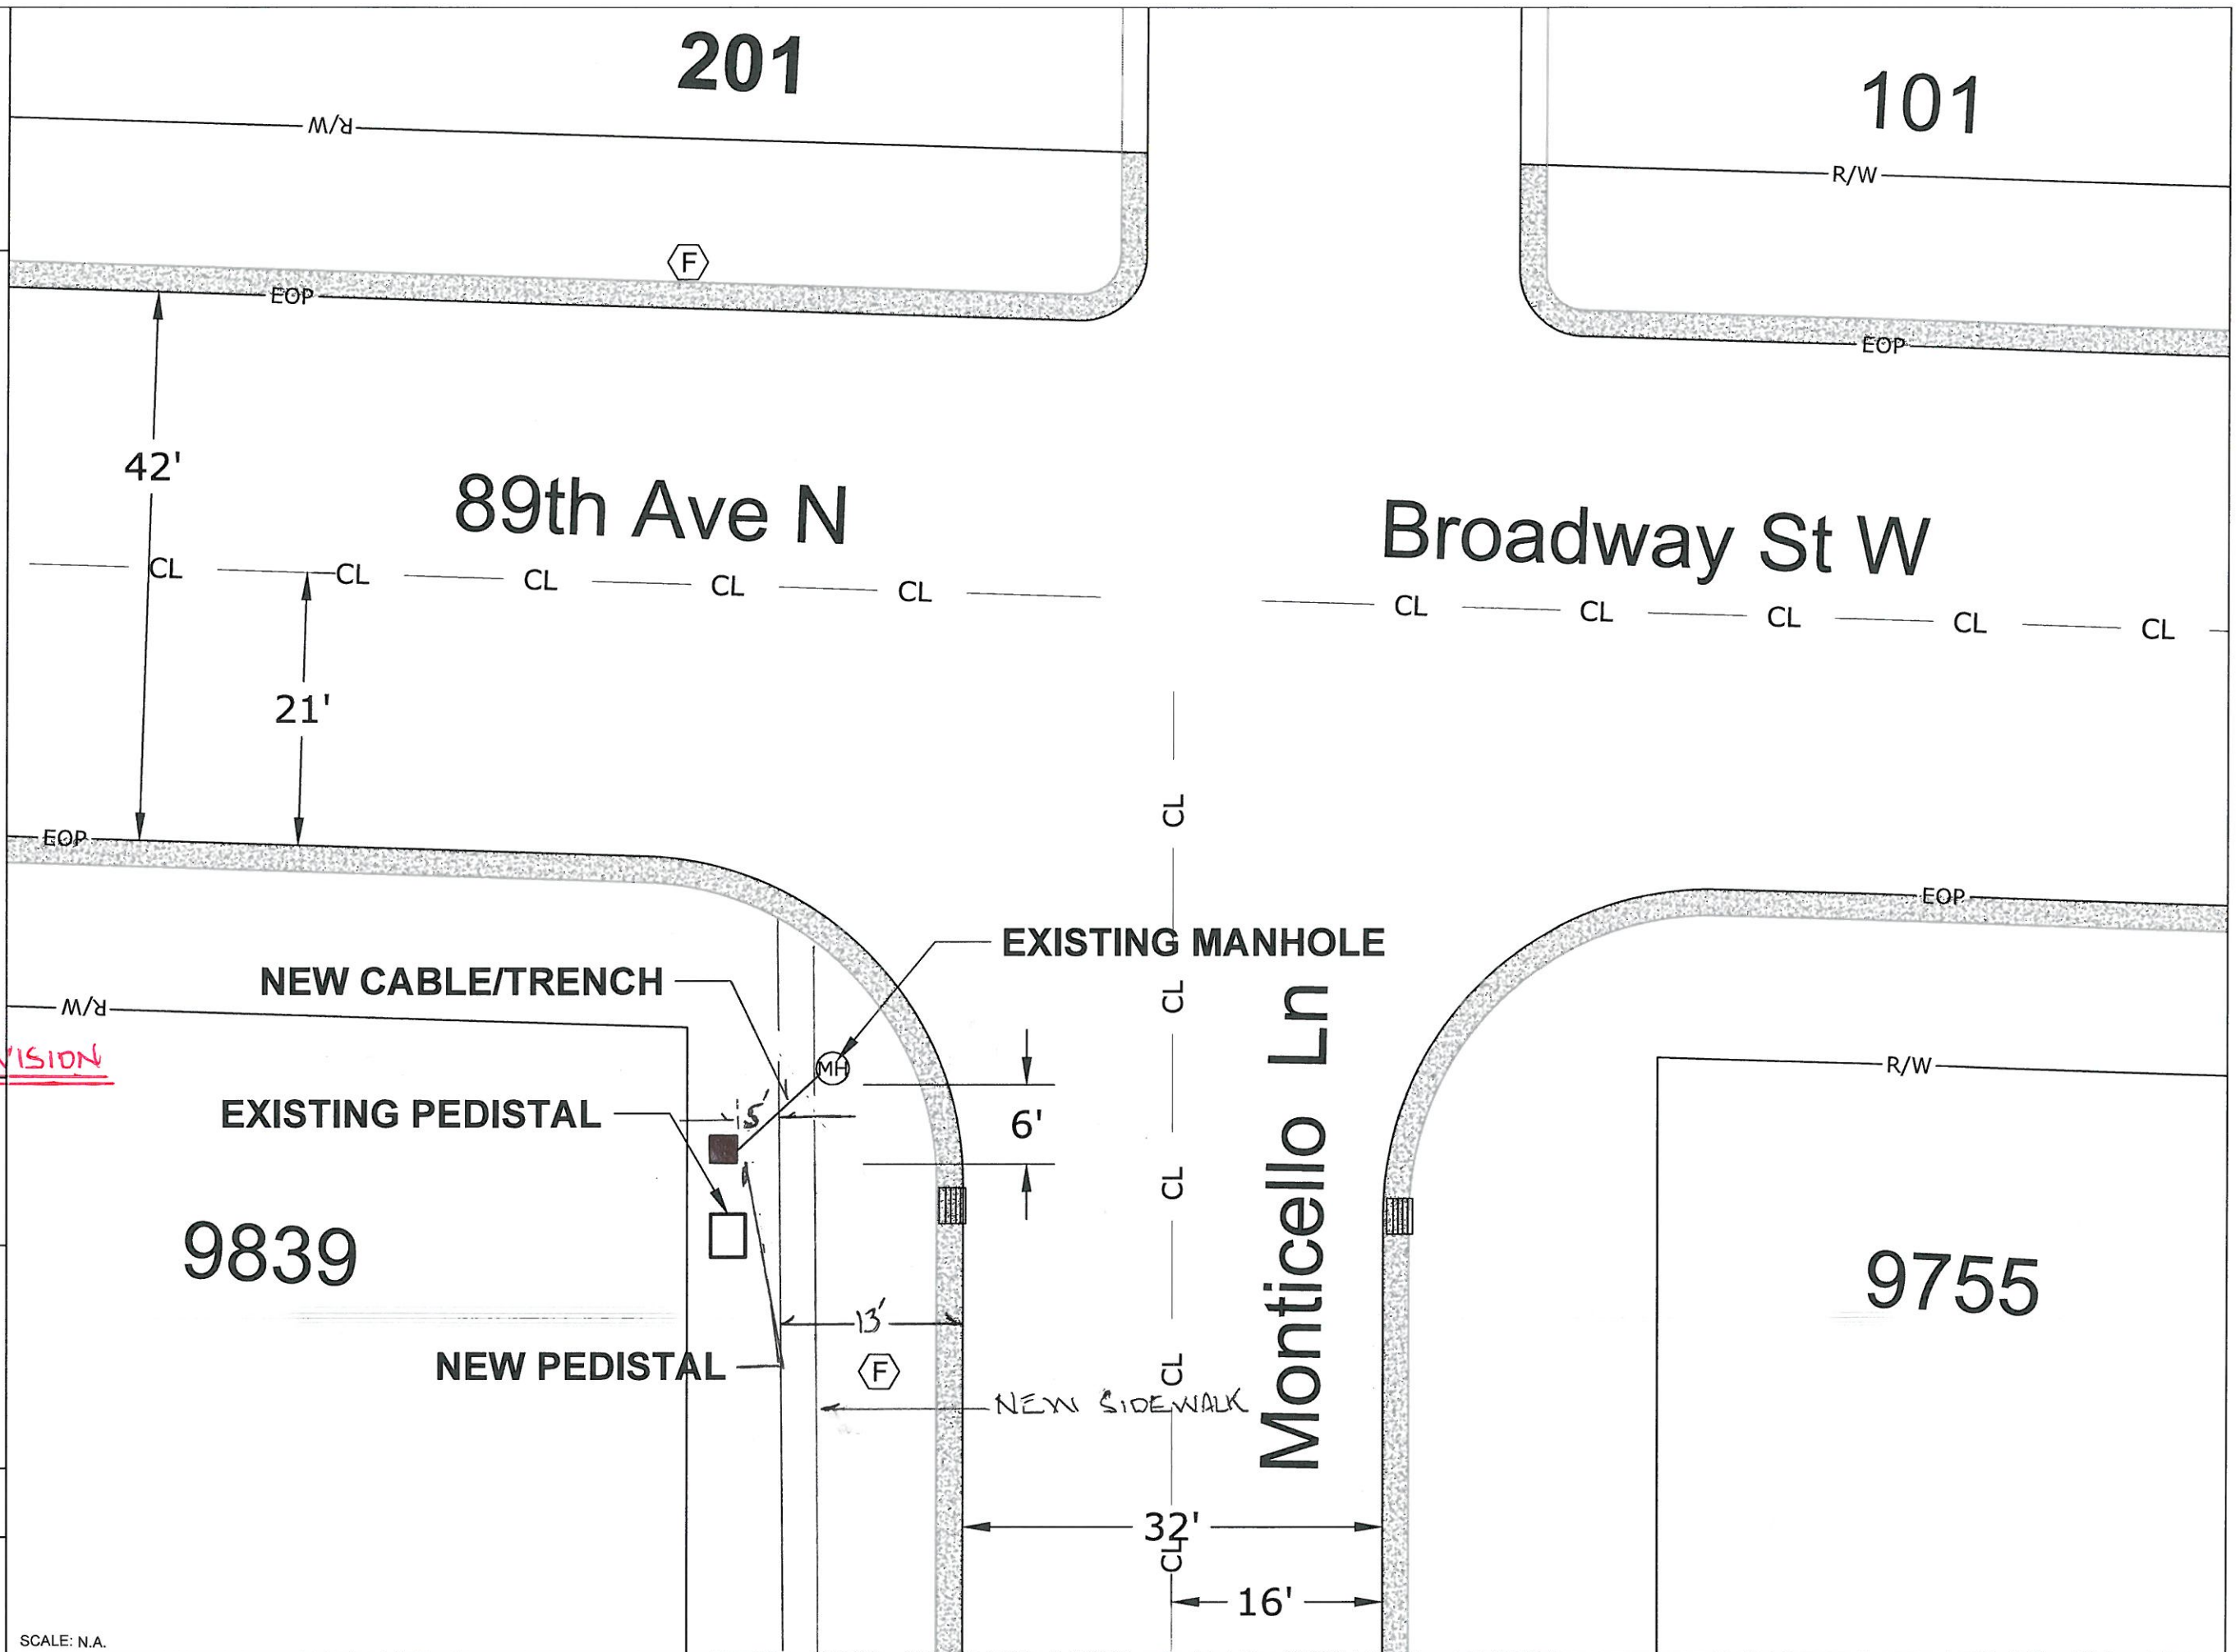 201
101
R/W
R/W
F
EOP
EOP
42'
89th Ave N
Broadway St W
CL CL CL CL CL
CL CL CL CL CL
21'
CL
EOP
EOP
EXISTING MANHOLE
NEW CABLE/TRENCH
CL
R/W
R/W
VISION
MH
EXISTING PEDISTAL
5'
6'
CL
Monticello Ln
9839
9755
13'
NEW PEDISTAL
F
CL
NEW SIDEWALK
32'
CL
16'
SCALE: N.A.